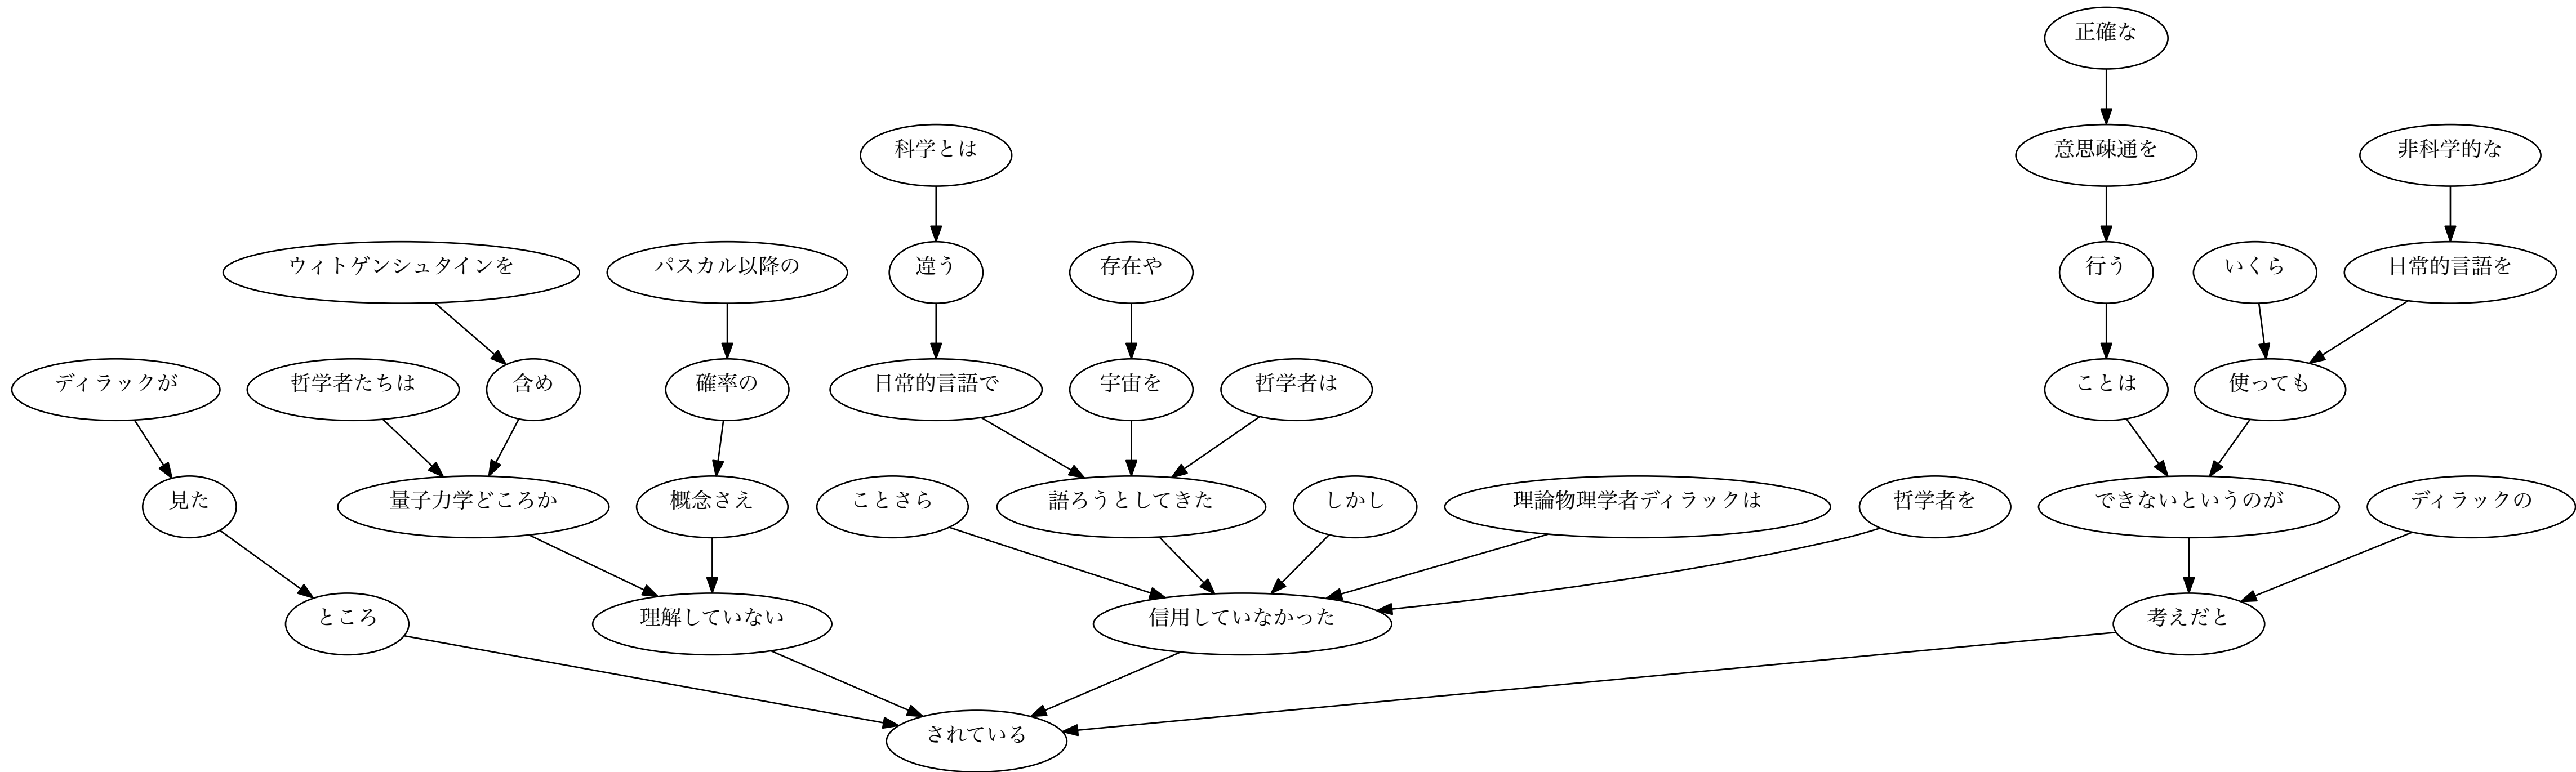 正確な
科学とは
意思疎通を
非科学的な
ウィトゲンシュタインを
パスカル以降の
違う
存在や
行う
いくら
日常的言語を
ディラックが
哲学者たちは
含め
確率の
日常的言語で
宇宙を
哲学者は
ことは
使っても
見た
量子力学どころか
概念さえ
ことさら
語ろうとしてきた
しかし
理論物理学者ディラックは
哲学者を
できないというのが
ディラックの
ところ
理解していない
信用していなかった
考えだと
されている